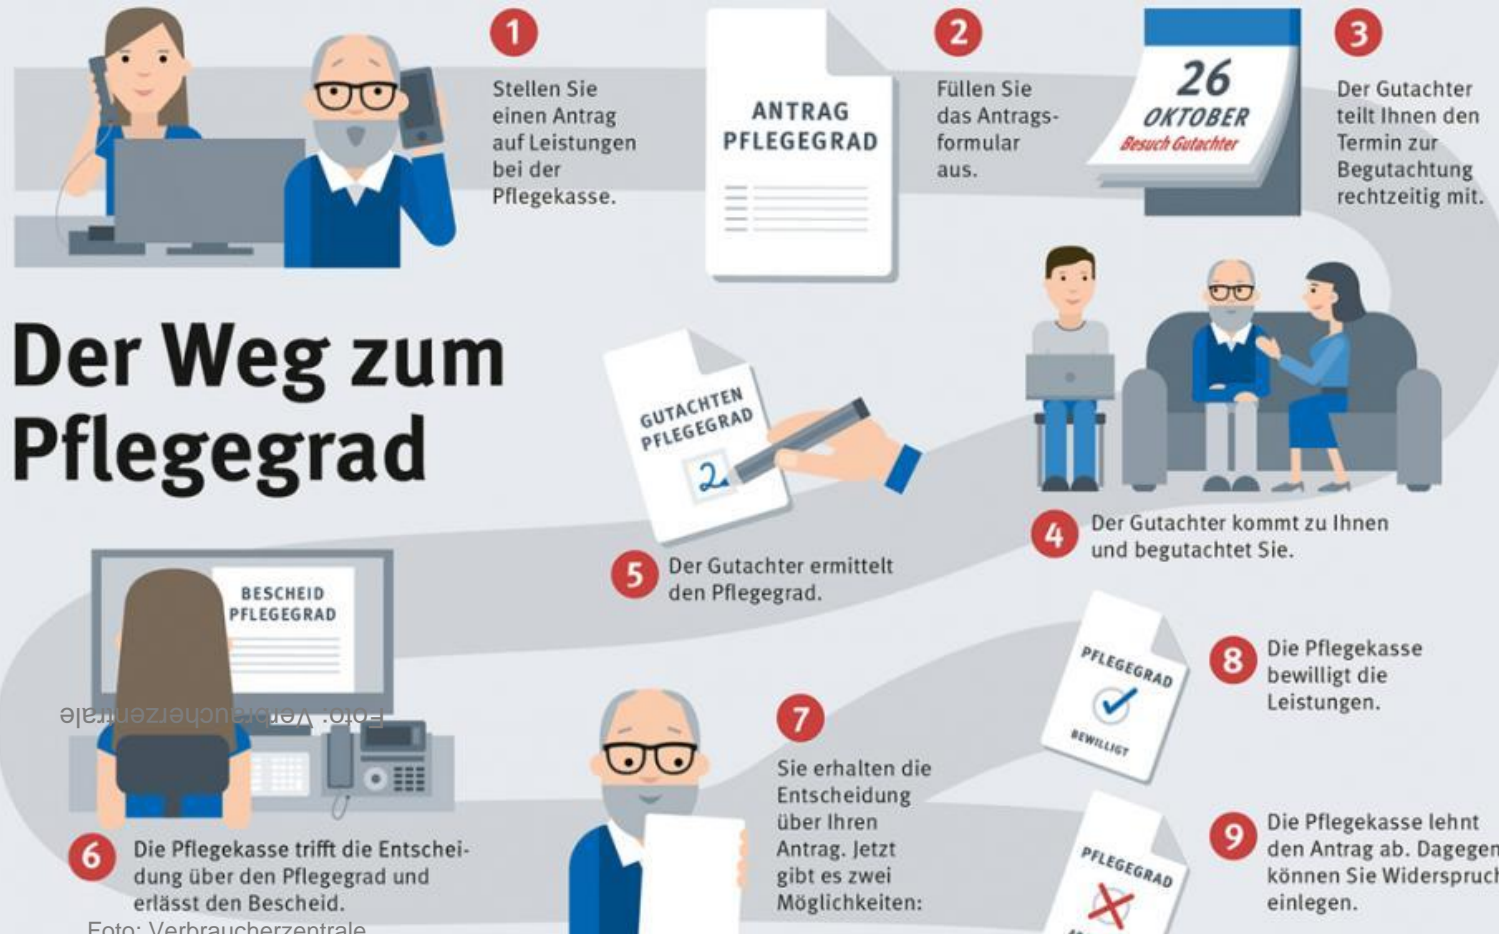 1
Stellen Sie
einen Antrag
auf Leistungen
bei der
Pflegekasse.
ANTRAG
PFLEGEGRAD
2
Füllen Sie
das Antrags-
formular
aus.
26
OKTOBER
Besuch Gutachter
3
Der Gutachter
teilt Ihnen den
Termin zur
Begutachtung
rechtzeitig mit.
Der Weg zum
Pflegegrad
4
Der Gutachter kommt zu Ihnen
und begutachtet Sie.
GUTACHTEN
PFLEGEGRAD
2
5
Der Gutachter ermittelt
den Pflegegrad.
BESCHEID
PFLEGEGRAD
Foto: Verbraucherzentrale
6
Die Pflegekasse trifft die Entschei-
dung über den Pflegegrad und
erlässt den Bescheid.
Foto: Verbraucherzentrale
7
Sie erhalten die
Entscheidung
über Ihren
Antrag. Jetzt
gibt es zwei
Möglichkeiten:
PFLEGEGRAD
BEWILLIGT
8
Die Pflegekasse
bewilligt die
Leistungen.
PFLEGEGRAD
9
Die Pflegekasse lehnt
den Antrag ab. Dagegen
können Sie Widerspruch
einlegen.